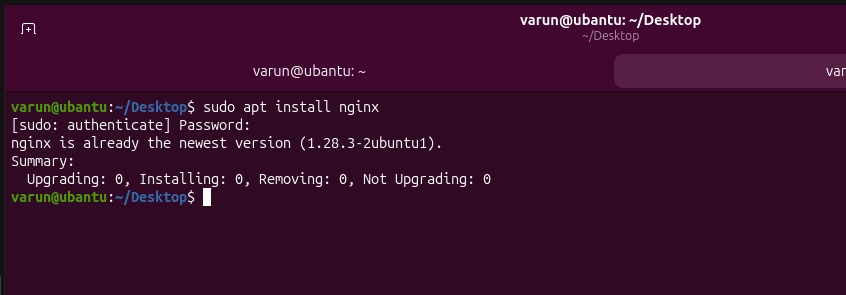 varun@ubantu: ~/Desktop
~/Desktop
varun@ubantu: ~
var
varun@ubantu:~/Desktop$ sudo apt install nginx
[sudo: authenticate] Password:
nginx is already the newest version (1.28.3-2ubuntu1).
Summary:
  Upgrading: 0, Installing: 0, Removing: 0, Not Upgrading: 0
varun@ubantu:~/Desktop$